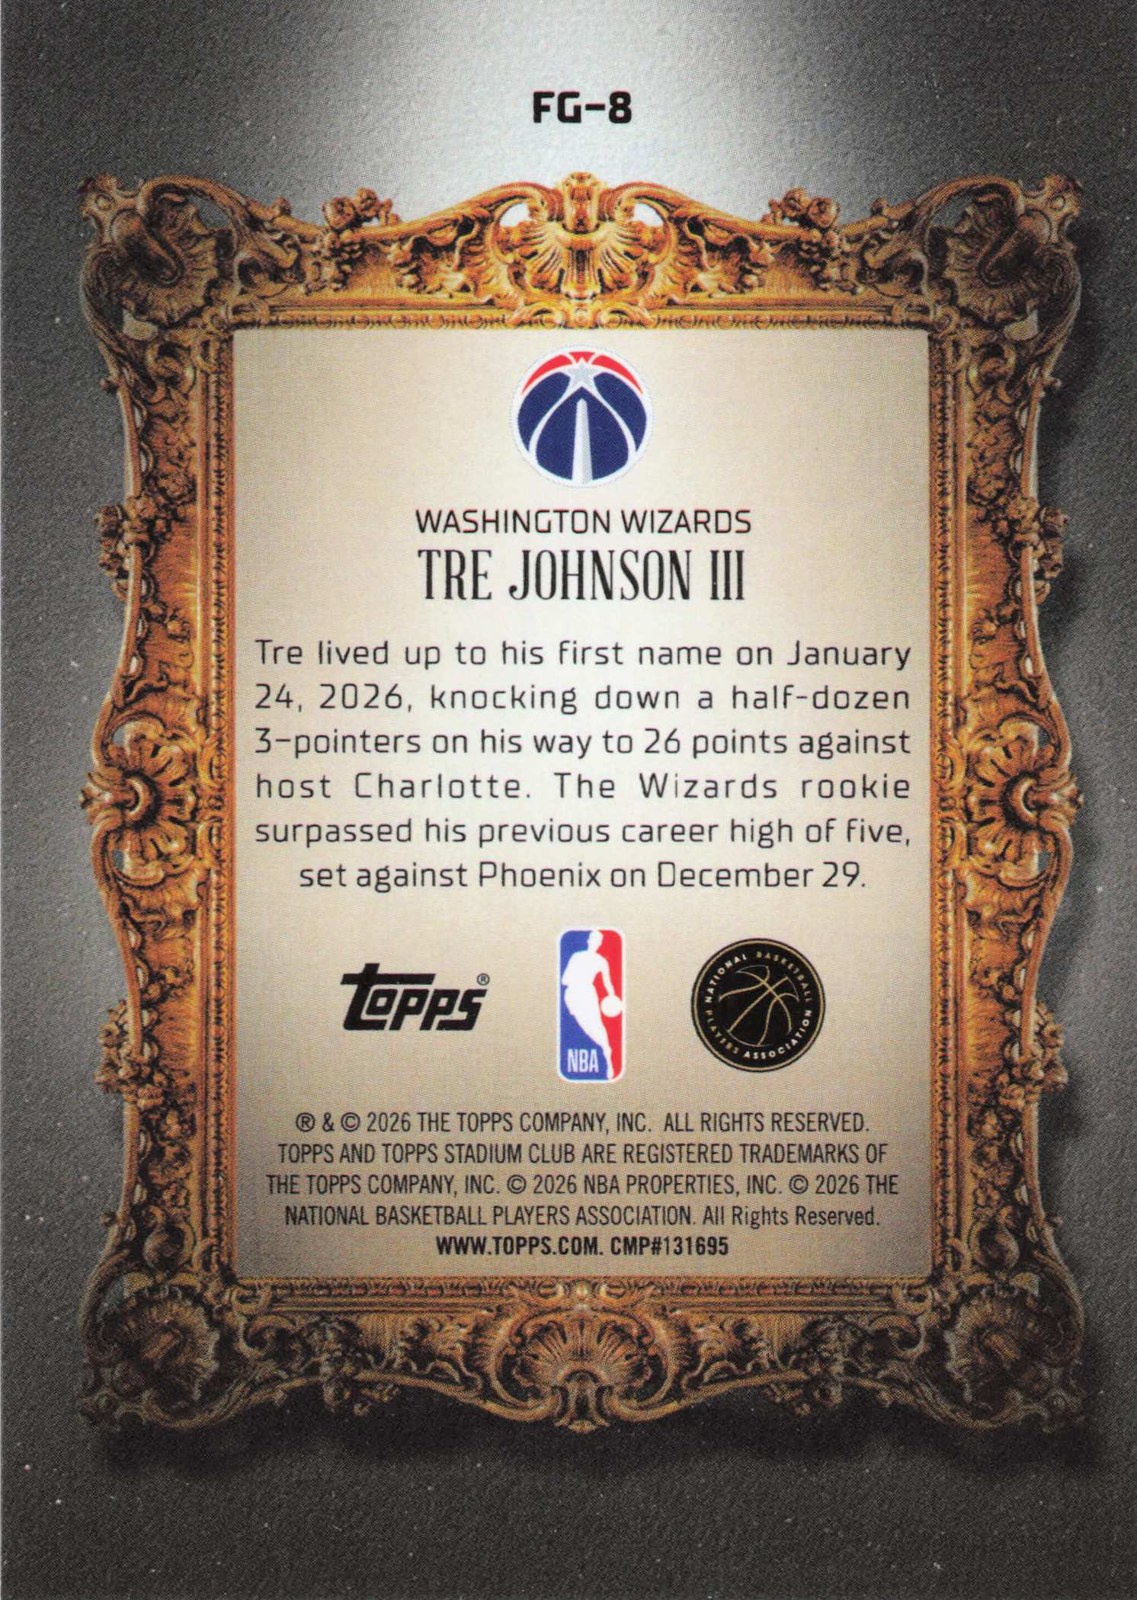 FG-8
WASHINGTON WIZARDS
TRE JOHNSON III
Tre lived up to his first name on January
24, 2026, knocking down a half-dozen
3-pointers on his way to 26 points against
host Charlotte. The Wizards rookie
surpassed his previous career high of five,
set against Phoenix on December 29.
Topps®
NBA
NATIONAL BASKETBALL PLAYERS ASSOCIATION
® & © 2026 THE TOPPS COMPANY, INC. ALL RIGHTS RESERVED.
TOPPS AND TOPPS STADIUM CLUB ARE REGISTERED TRADEMARKS OF
THE TOPPS COMPANY, INC. © 2026 NBA PROPERTIES, INC. © 2026 THE
NATIONAL BASKETBALL PLAYERS ASSOCIATION. All Rights Reserved.
WWW.TOPPS.COM. CMP#131695